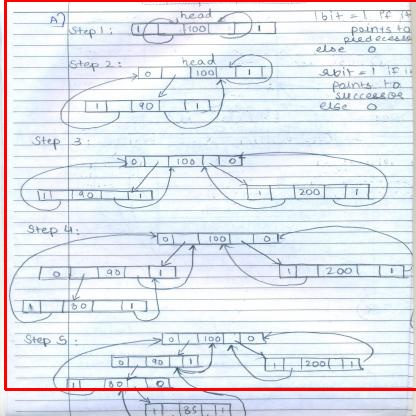 A)
head
Step 1 : 1 100 1
lbit = 1 if it
points to
predecesso
else 0
Step 2 :
head
0 100 1
1 90 1
rbit = 1 if it
points to
successor
else 0
Step 3 :
0 100 0
1 90 1
1 200 1
Step 4
0 100 0
0 90 1
1 200 1
1 80 1
Step 5
0 100 0
0 90 1
1 200 1
1 80 0
1 85 1